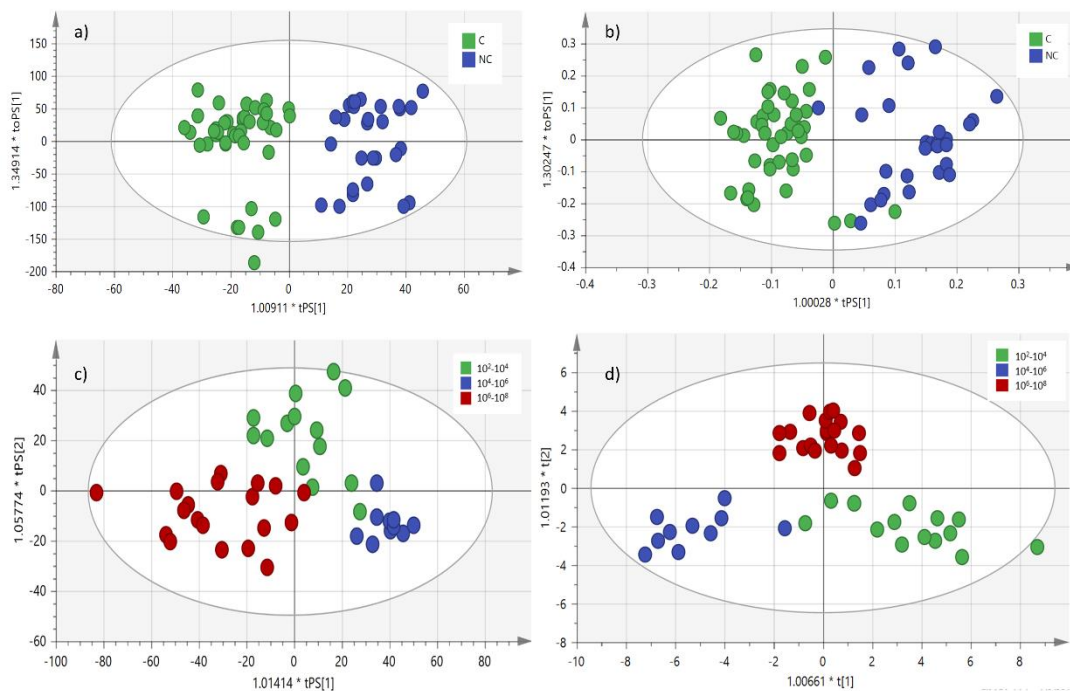 a)
C
NC
150
100
50
0
-50
-100
-150
-200
-80 -60 -40 -20 0 20 40 60
1.34914 * toPS[1]
1.00911 * tPS[1]
b)
C
NC
0.3
0.2
0.1
0
-0.1
-0.2
-0.3
-0.4
-0.4 -0.3 -0.2 -0.1 0 0.1 0.2 0.3
1.30247 * toPS[1]
1.00028 * tPS[1]
c)
10²-10⁴
10⁴-10⁶
10⁶-10⁸
40
20
0
-20
-40
-60
-100 -80 -60 -40 -20 0 20 40 60 80
1.05774 * tPS[2]
1.01414 * tPS[1]
d)
10²-10⁴
10⁴-10⁶
10⁶-10⁸
6
4
2
0
-2
-4
-6
-8
-10 -8 -6 -4 -2 0 2 4 6 8
1.01193 * t[2]
1.00661 * t[1]